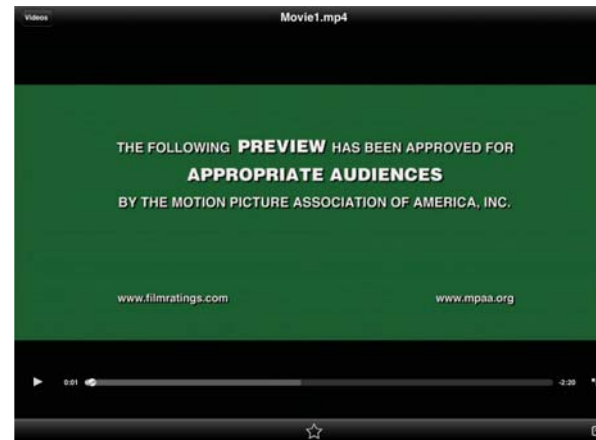 Videos
Movie1.mp4
THE FOLLOWING PREVIEW HAS BEEN APPROVED FOR
APPROPRIATE AUDIENCES
BY THE MOTION PICTURE ASSOCIATION OF AMERICA, INC.
www.filmratings.com
www.mpaa.org
0:01
-2:20